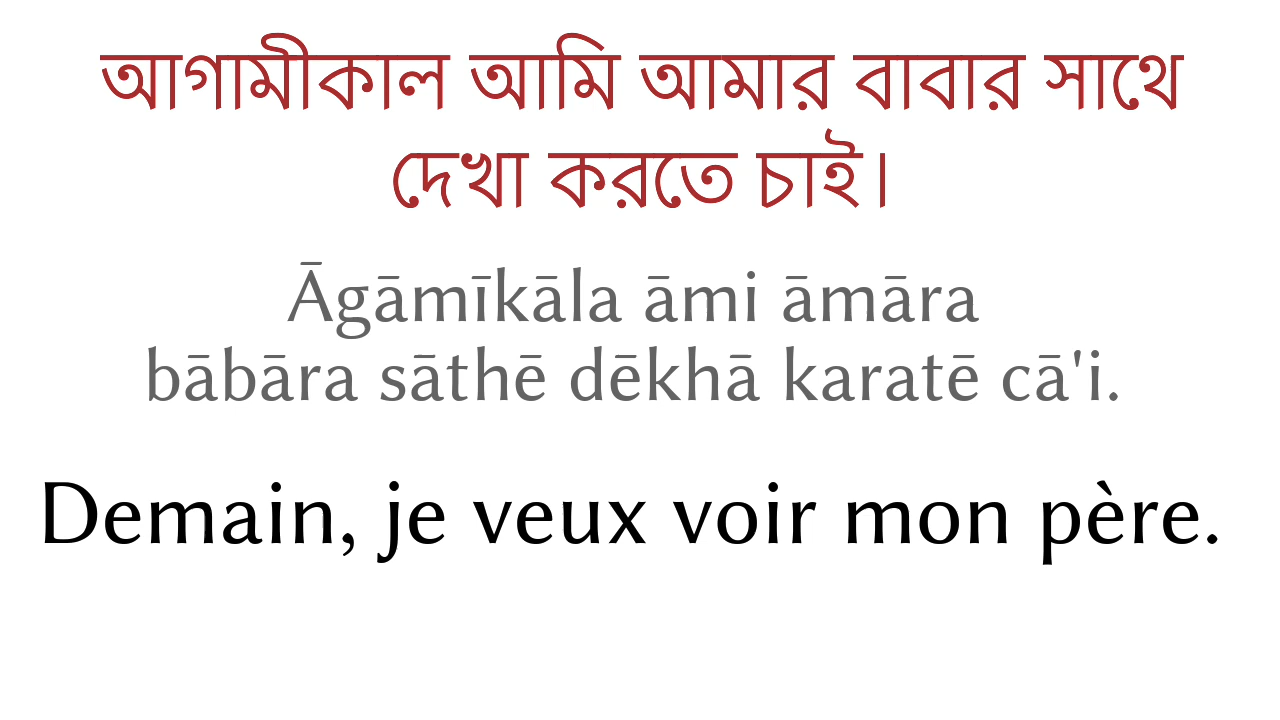 আগামীকাল আমি আমার বাবার সাথে
দেখা করতে চাই।
Āgāmīkāla āmi āmāra
bābāra sāthē dēkhā karatē cā'i.
Demain, je veux voir mon père.